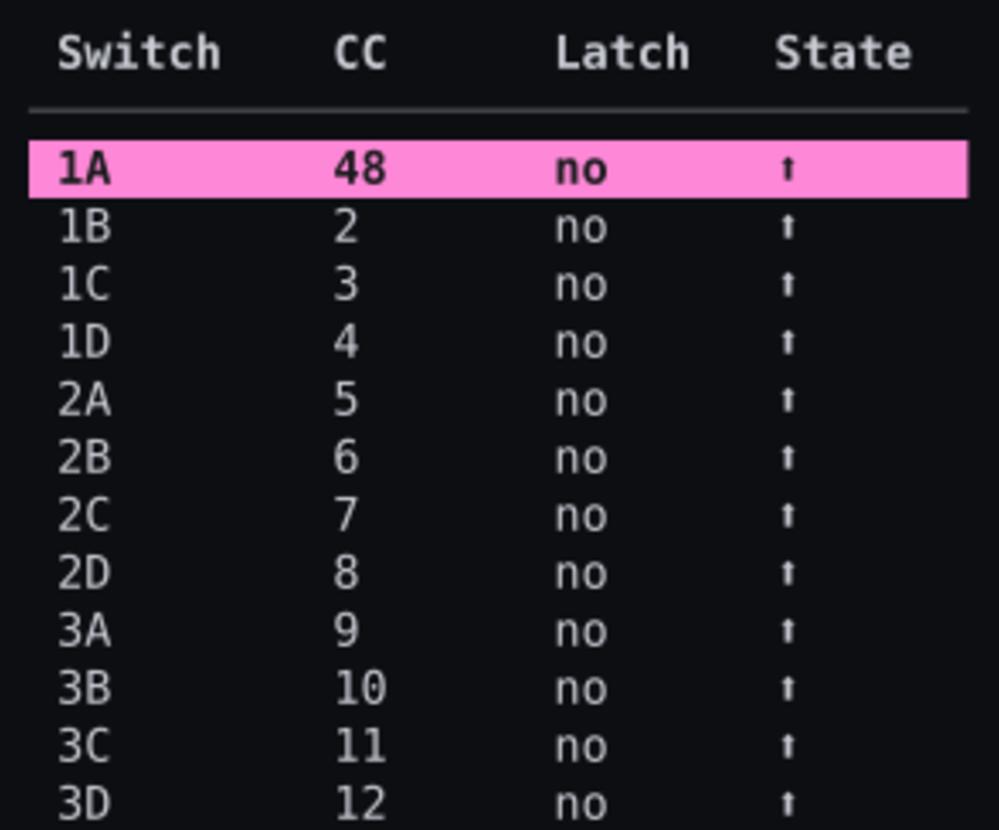 Switch CC Latch State
1A 48 no ⬆
1B 2 no ⬆
1C 3 no ⬆
1D 4 no ⬆
2A 5 no ⬆
2B 6 no ⬆
2C 7 no ⬆
2D 8 no ⬆
3A 9 no ⬆
3B 10 no ⬆
3C 11 no ⬆
3D 12 no ⬆